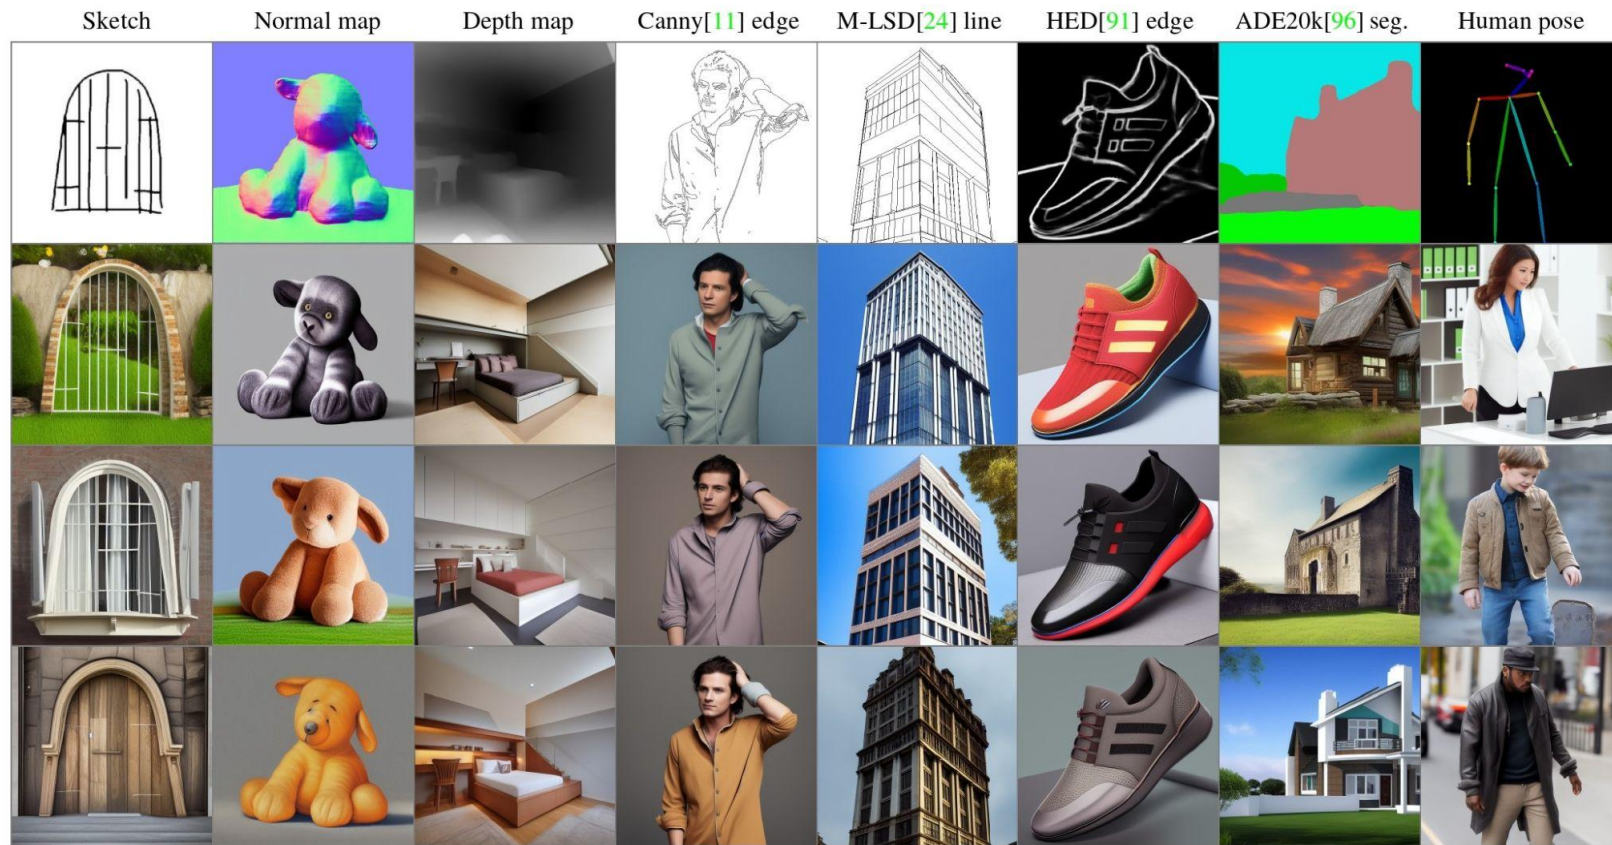 Sketch Normal map Depth map Canny[11] edge M-LSD[24] line HED[91] edge ADE20k[96] seg. Human pose